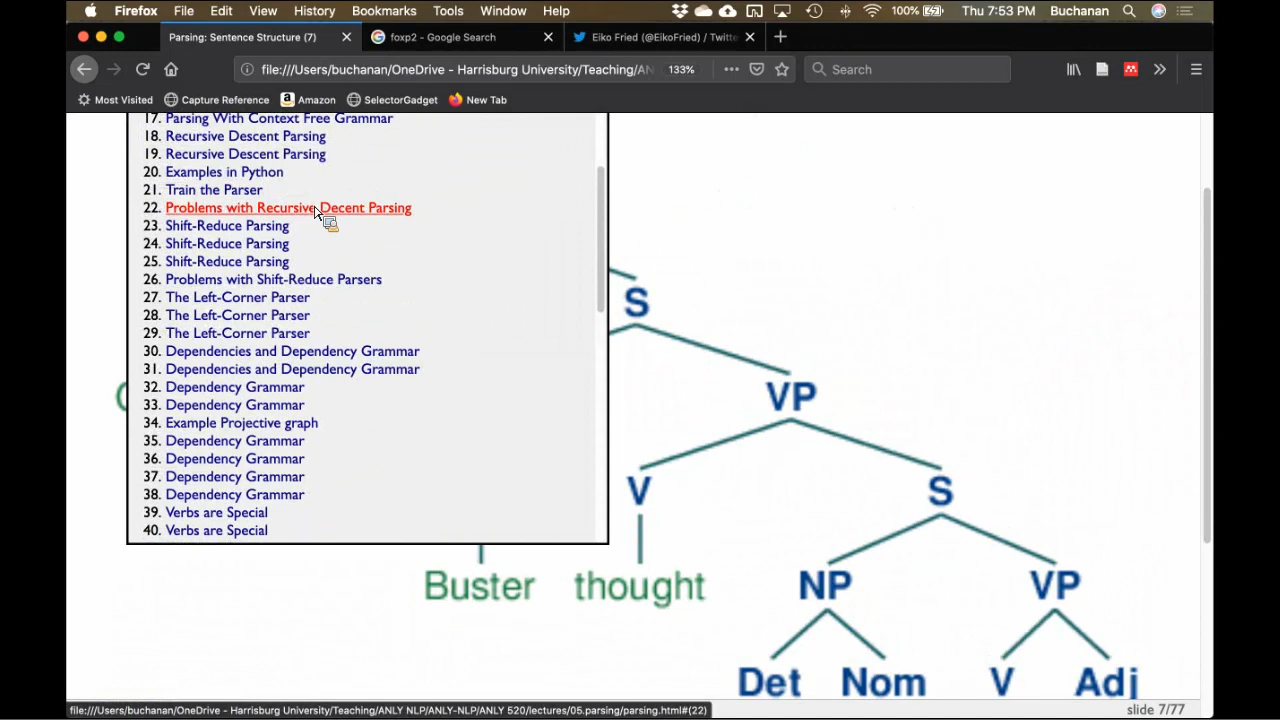 Firefox File Edit View History Bookmarks Tools Window Help 100% Thu 7:53 PM Buchanan
Parsing: Sentence Structure (7) foxp2 - Google Search Eiko Fried (@EikoFried) / Twitte
file:///Users/buchanan/OneDrive - Harrisburg University/Teaching/AN 133% Search
Most Visited Capture Reference Amazon SelectorGadget New Tab
17. Parsing With Context Free Grammar
18. Recursive Descent Parsing
19. Recursive Descent Parsing
20. Examples in Python
21. Train the Parser
22. Problems with Recursive Decent Parsing
23. Shift-Reduce Parsing
24. Shift-Reduce Parsing
25. Shift-Reduce Parsing
26. Problems with Shift-Reduce Parsers
27. The Left-Corner Parser
28. The Left-Corner Parser
29. The Left-Corner Parser
30. Dependencies and Dependency Grammar
31. Dependencies and Dependency Grammar
32. Dependency Grammar
33. Dependency Grammar
34. Example Projective graph
35. Dependency Grammar
36. Dependency Grammar
37. Dependency Grammar
38. Dependency Grammar
39. Verbs are Special
40. Verbs are Special
S
VP
V S
Buster thought NP VP
Det Nom V Adj
file:///Users/buchanan/OneDrive - Harrisburg University/Teaching/ANLY NLP/ANLY-NLP/ANLY 520/lectures/05.parsing/parsing.html#(22) slide 7/77